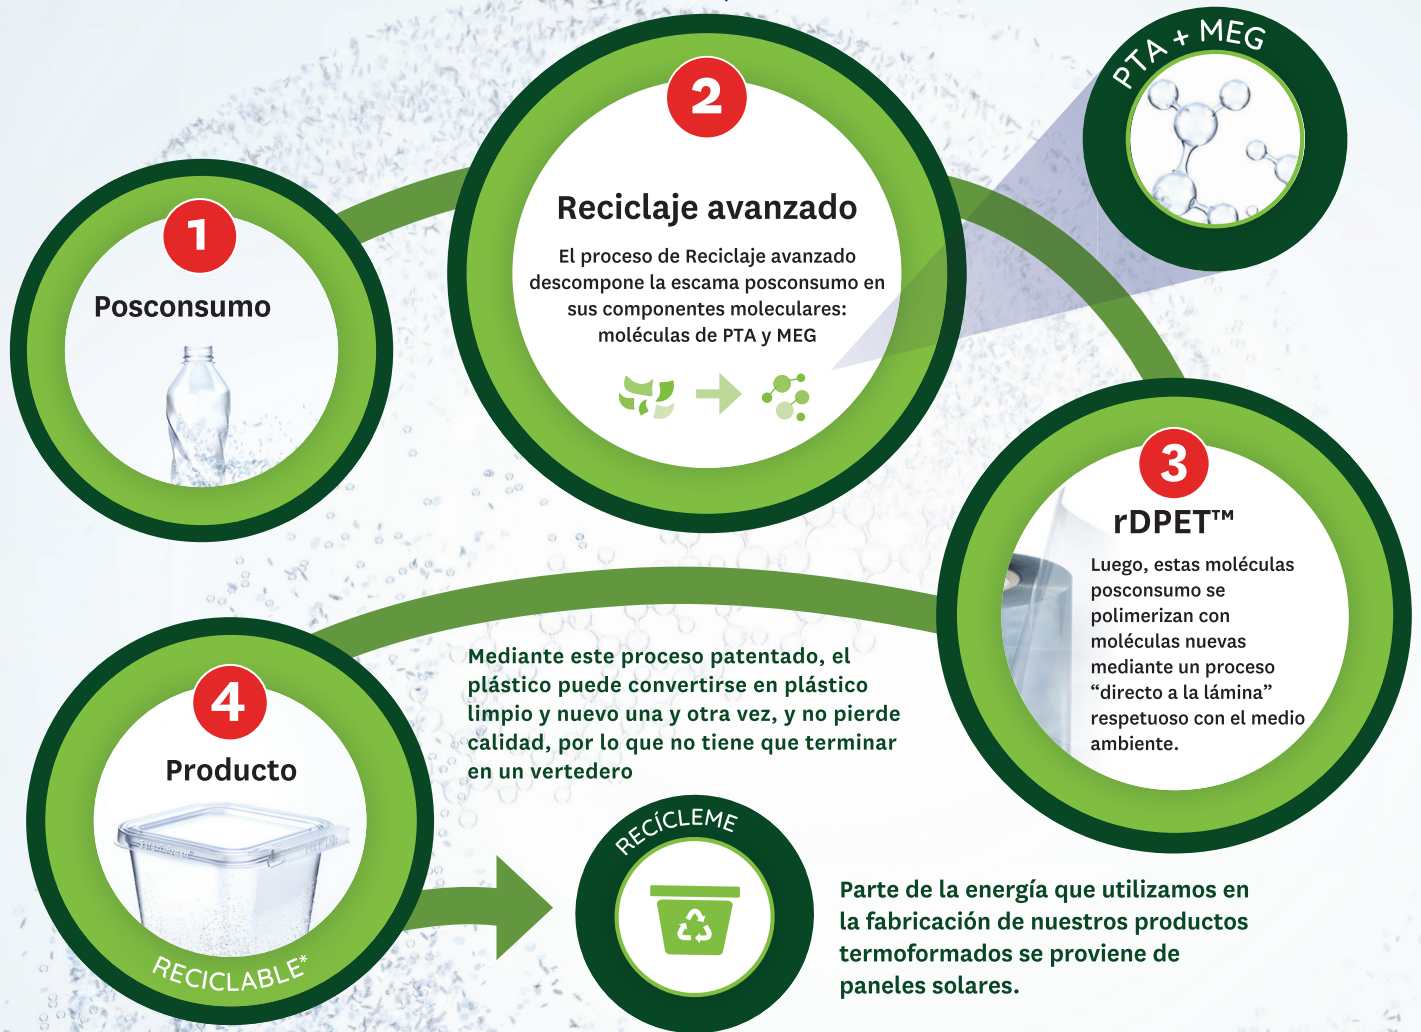 1
Posconsumo
2
Reciclaje avanzado
El proceso de Reciclaje avanzado
descompone la escama posconsumo en
sus componentes moleculares:
moléculas de PTA y MEG
PTA + MEG
3
rDPET™
Luego, estas moléculas
posconsumo se
polimerizan con
moléculas nuevas
mediante un proceso
“directo a la lámina”
respetuoso con el medio
ambiente.
Mediante este proceso patentado, el
plástico puede convertirse en plástico
limpio y nuevo una y otra vez, y no pierde
calidad, por lo que no tiene que terminar
en un vertedero
4
Producto
RECICLABLE*
RECÍCLEME
Parte de la energía que utilizamos en
la fabricación de nuestros productos
termoformados se proviene de
paneles solares.